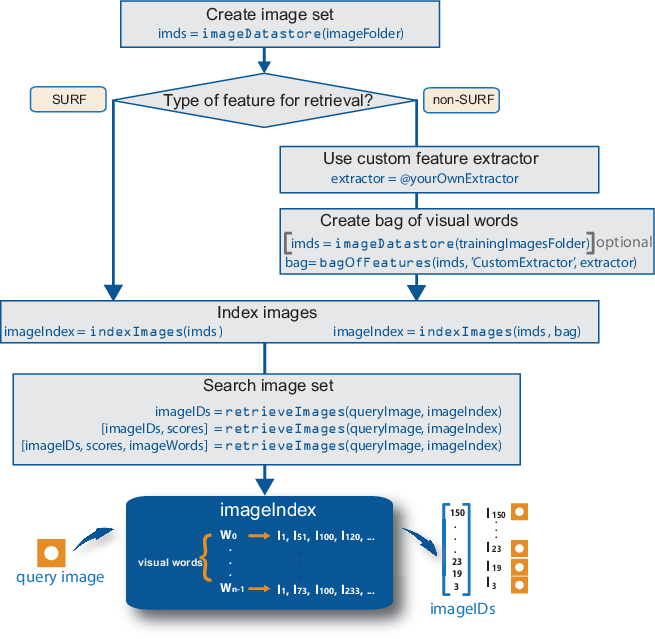 Create image set
imds = imageDatastore(imageFolder)
SURF
Type of feature for retrieval?
non-SURF
Use custom feature extractor
extractor = @yourOwnExtractor
Create bag of visual words
[imds = imageDatastore(trainingImagesFolder)] optional
bag= bagOfFeatures(imds, 'CustomExtractor', extractor)
Index images
imageIndex = indexImages(imds )
imageIndex = indexImages(imds , bag)
Search image set
imageIDs = retrieveImages(queryImage, imageIndex)
[imageIDs, scores] = retrieveImages(queryImage, imageIndex)
[imageIDs, scores, imageWords] = retrieveImages(queryImage, imageIndex)
imageIndex
W0 I1, I51, I100, I120, ...
.
.
.
visual words
Wn-1 I1, I73, I100, I233, ...
query image
150 I150
. .
. .
.
23 I23
19 I19
3 I3
imageIDs